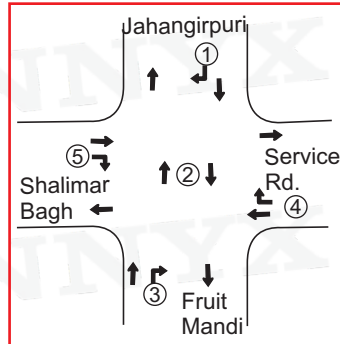 Jahangirpuri
①
⑤
②
Service
Rd.
Shalimar
Bagh
④
③
Fruit
Mandi